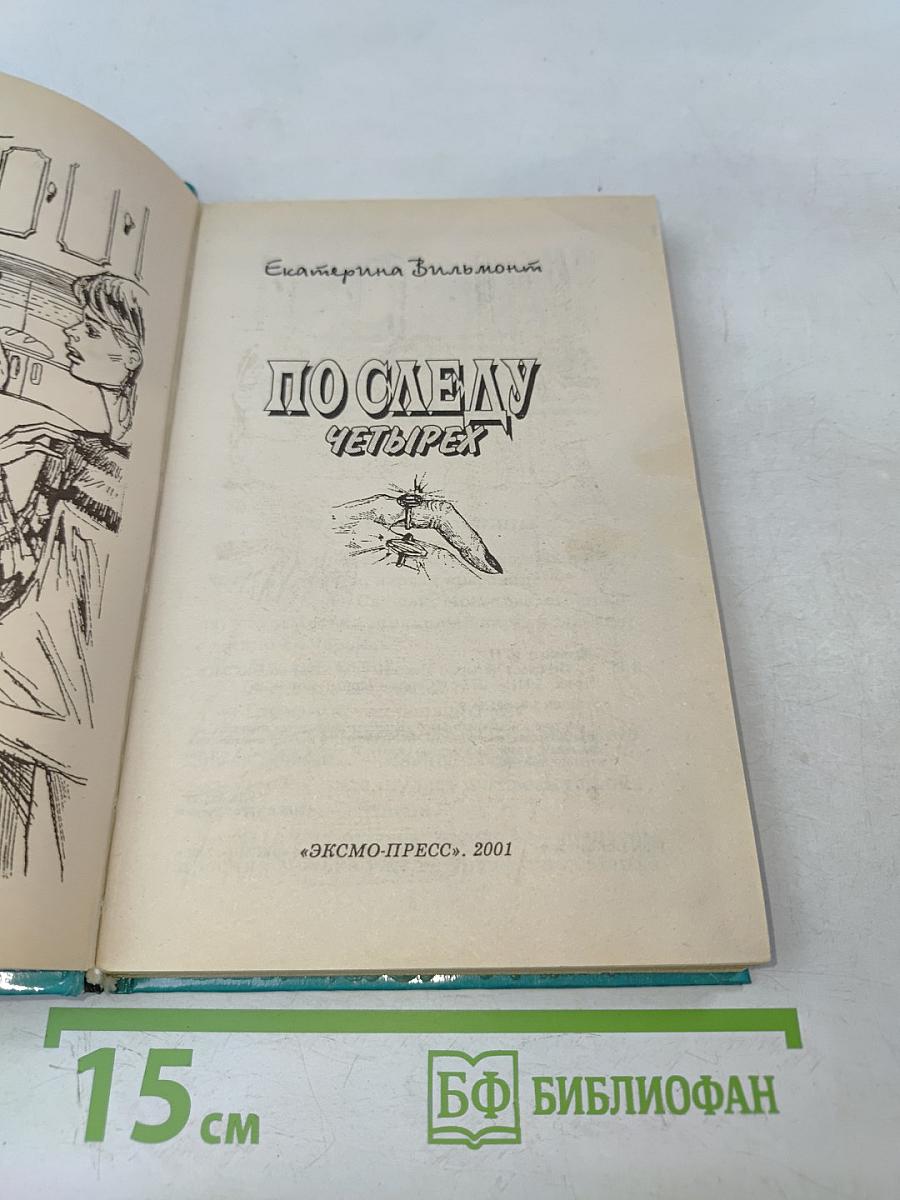 Екатерина Вильмонт
ПО СЛЕДУ
ЧЕТЫРЕХ
«ЭКСМО-ПРЕСС». 2001
15 см
БФ БИБЛИОФАН